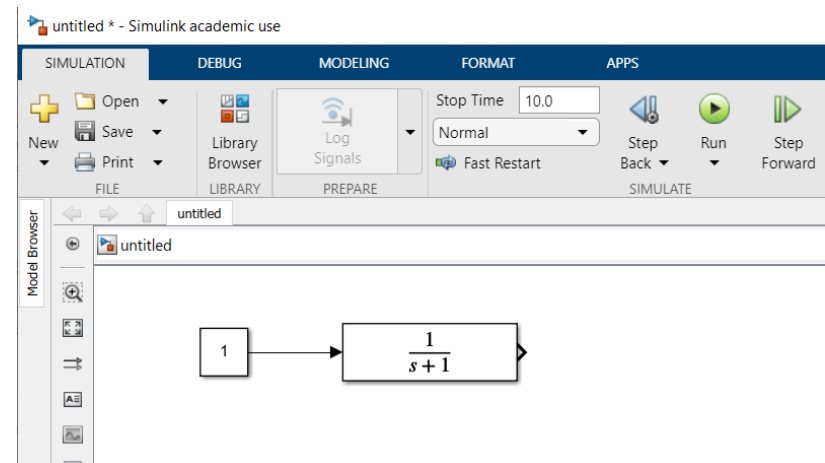 untitled * - Simulink academic use
SIMULATION DEBUG MODELING FORMAT APPS
New
Open
Save
Print
FILE
Library
Browser
LIBRARY
Log
Signals
PREPARE
Stop Time 10.0
Normal
Fast Restart
Step
Back
Run
Step
Forward
SIMULATE
Model Browser
untitled
untitled
1
1
s + 1